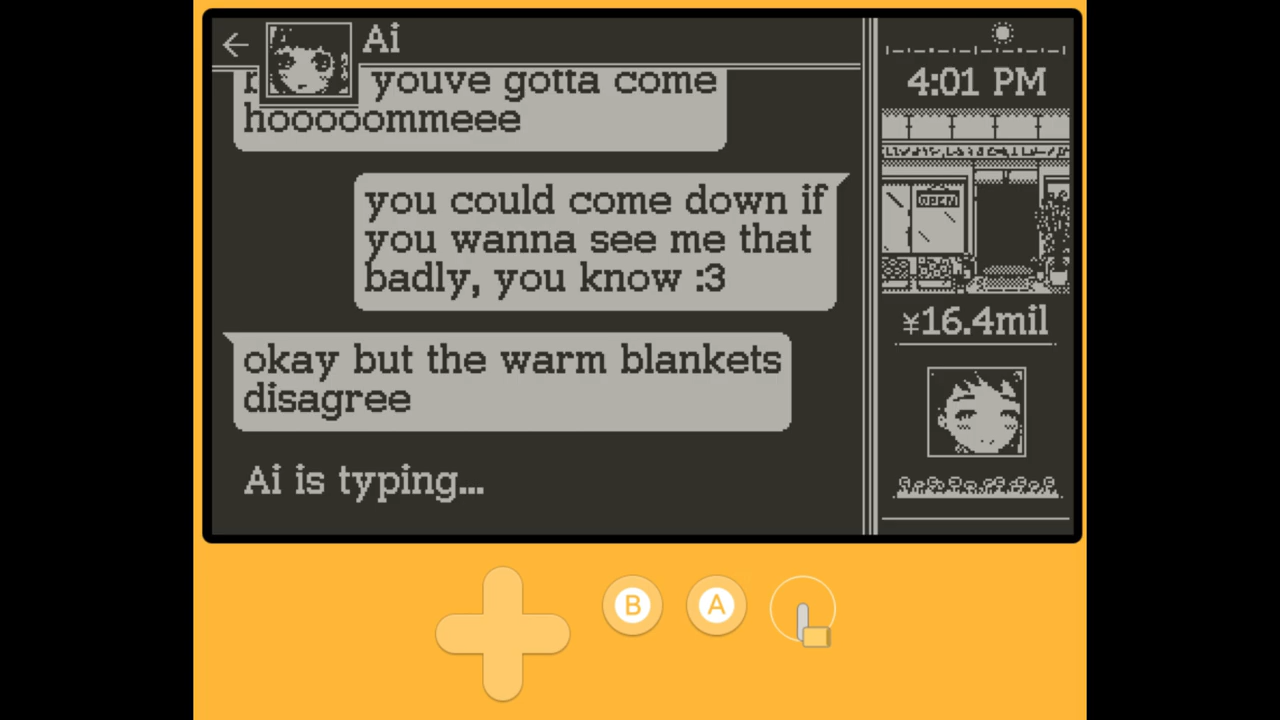 Ai
youve gotta come
hooooommeee
you could come down if
you wanna see me that
badly, you know :3
okay but the warm blankets
disagree
Ai is typing...
4:01 PM
OPEN
¥16.4mil
B A